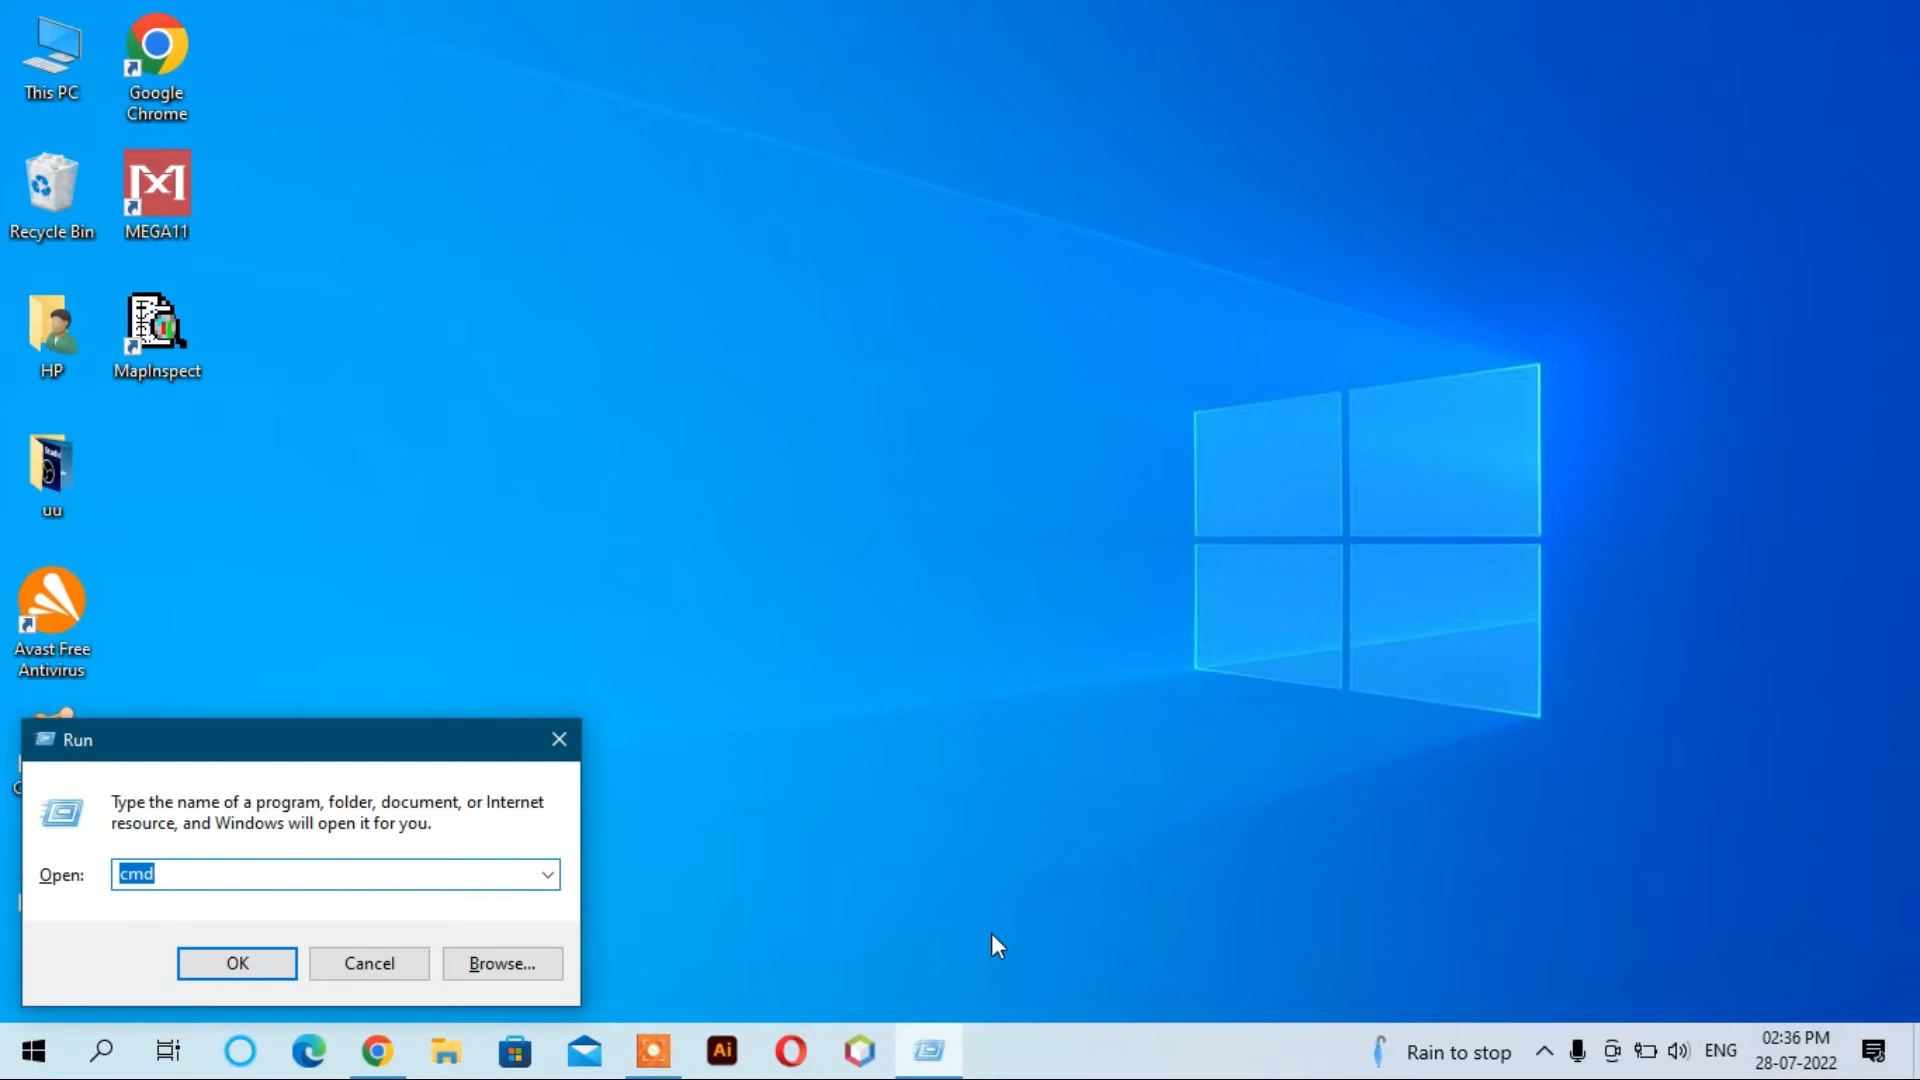 This PC
Google
Chrome
Recycle Bin
MEGA11
HP
MapInspect
uu
Avast Free
Antivirus
Run
Type the name of a program, folder, document, or Internet
resource, and Windows will open it for you.
Open:
cmd
OK
Cancel
Browse...
Ai
Rain to stop
ENG
02:36 PM
28-07-2022